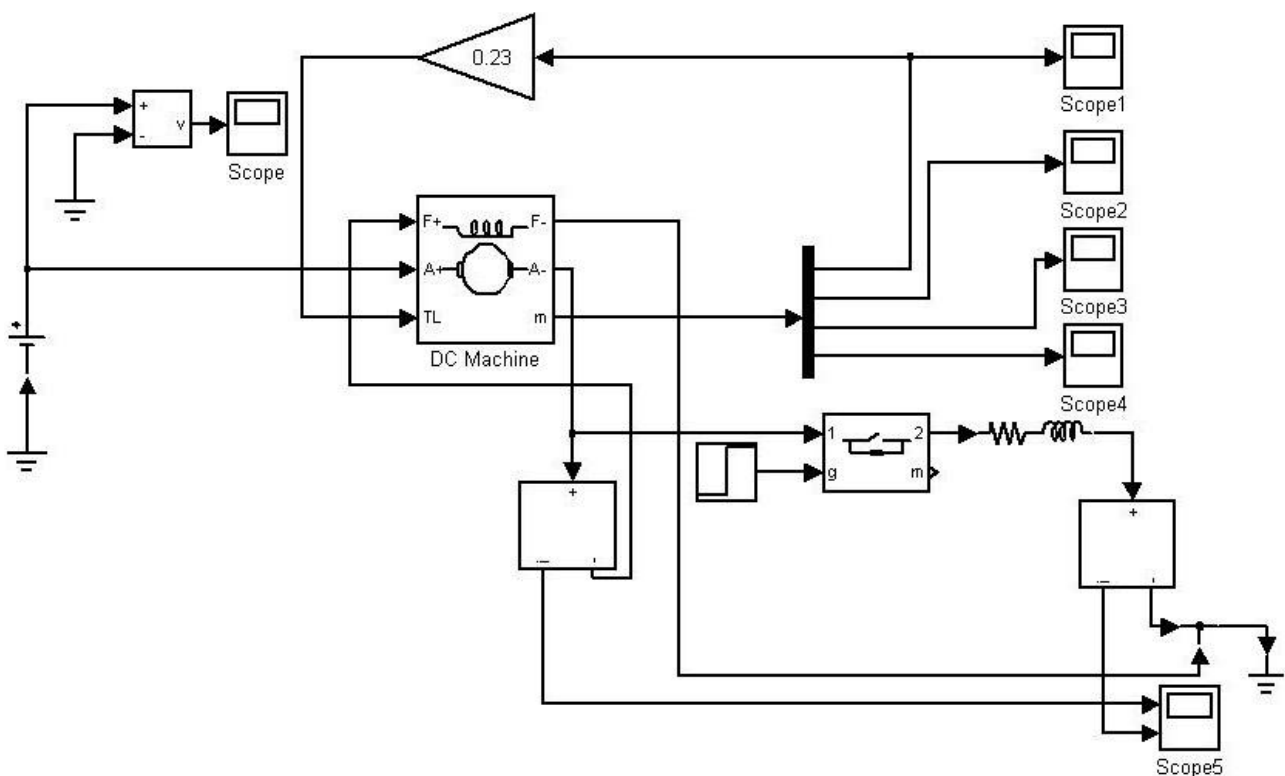 0.23
Scope1
+
-
v
Scope
Scope2
F+
F-
A+
A-
TL
m
DC Machine
Scope3
+
Scope4
1
2
g
m
+
+
Scope5